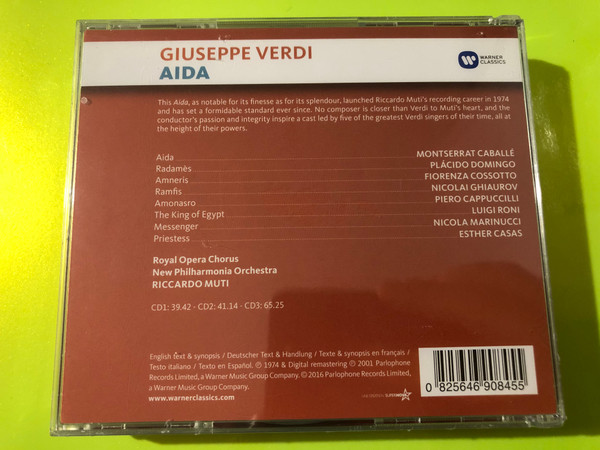 GIUSEPPE VERDI
AIDA
WARNER
CLASSICS
This Aida, as notable for its finesse as for its splendour, launched Riccardo Muti's recording career in 1974
and has set a formidable standard ever since. No composer is closer than Verdi to Muti's heart, and the
conductor's passion and integrity inspire a cast led by five of the greatest Verdi singers of their time, all at
the height of their powers.
Aida MONTSERRAT CABALLÉ
Radamès PLÁCIDO DOMINGO
Amneris FIORENZA COSSOTTO
Ramfis NICOLAI GHIAUROV
Amonasro PIERO CAPPUCCILLI
The King of Egypt LUIGI RONI
Messenger NICOLA MARINUCCI
Priestess ESTHER CASAS
Royal Opera Chorus
New Philharmonia Orchestra
RICCARDO MUTI
CD1: 39.42 · CD2: 41.14 · CD3: 65.25
English text & synopsis / Deutscher Text & Handlung / Texte & synopsis en français /
Testo italiano / Texto en Español. ℗ 1974 & Digital remastering ℗ 2001 Parlophone
Records Limited, a Warner Music Group Company. © 2016 Parlophone Records Limited,
a Warner Music Group Company.
www.warnerclassics.com
0 825646 908455